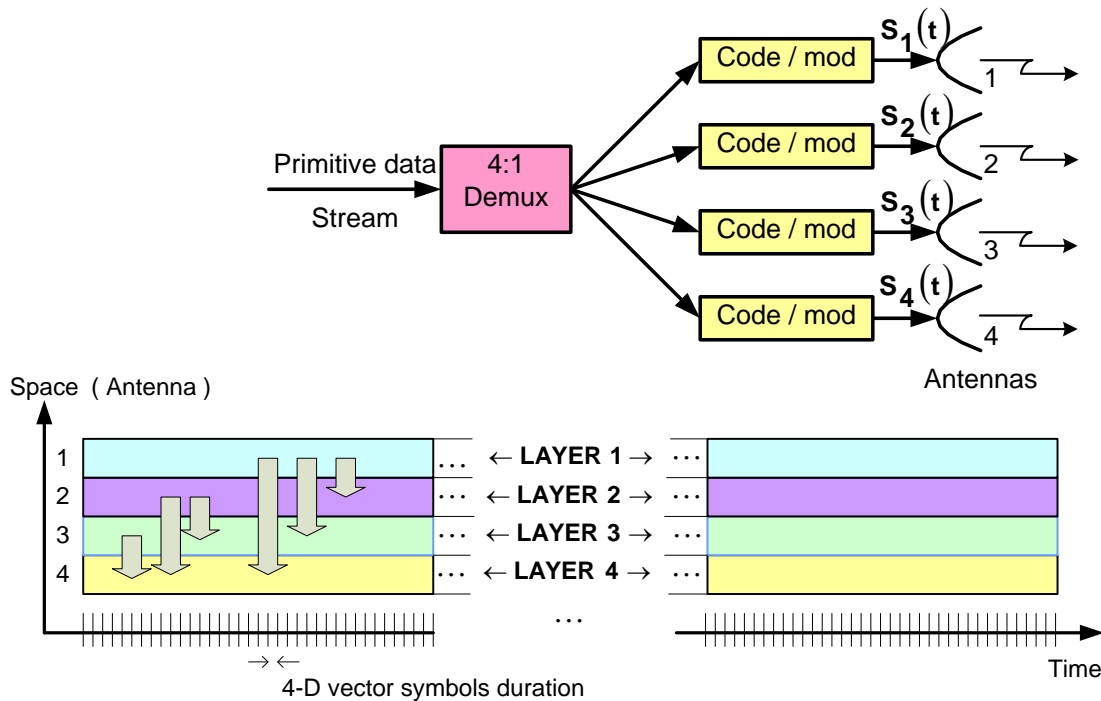 S1(t)
Code / mod
1
S2(t)
Code / mod
2
Primitive data
Stream
4:1
Demux
S3(t)
Code / mod
3
S4(t)
Code / mod
4
Antennas
Space ( Antenna )
1 ... ← LAYER 1 → ...
2 ... ← LAYER 2 → ...
3 ... ← LAYER 3 → ...
4 ... ← LAYER 4 → ...
...
Time
→ ←
4-D vector symbols duration